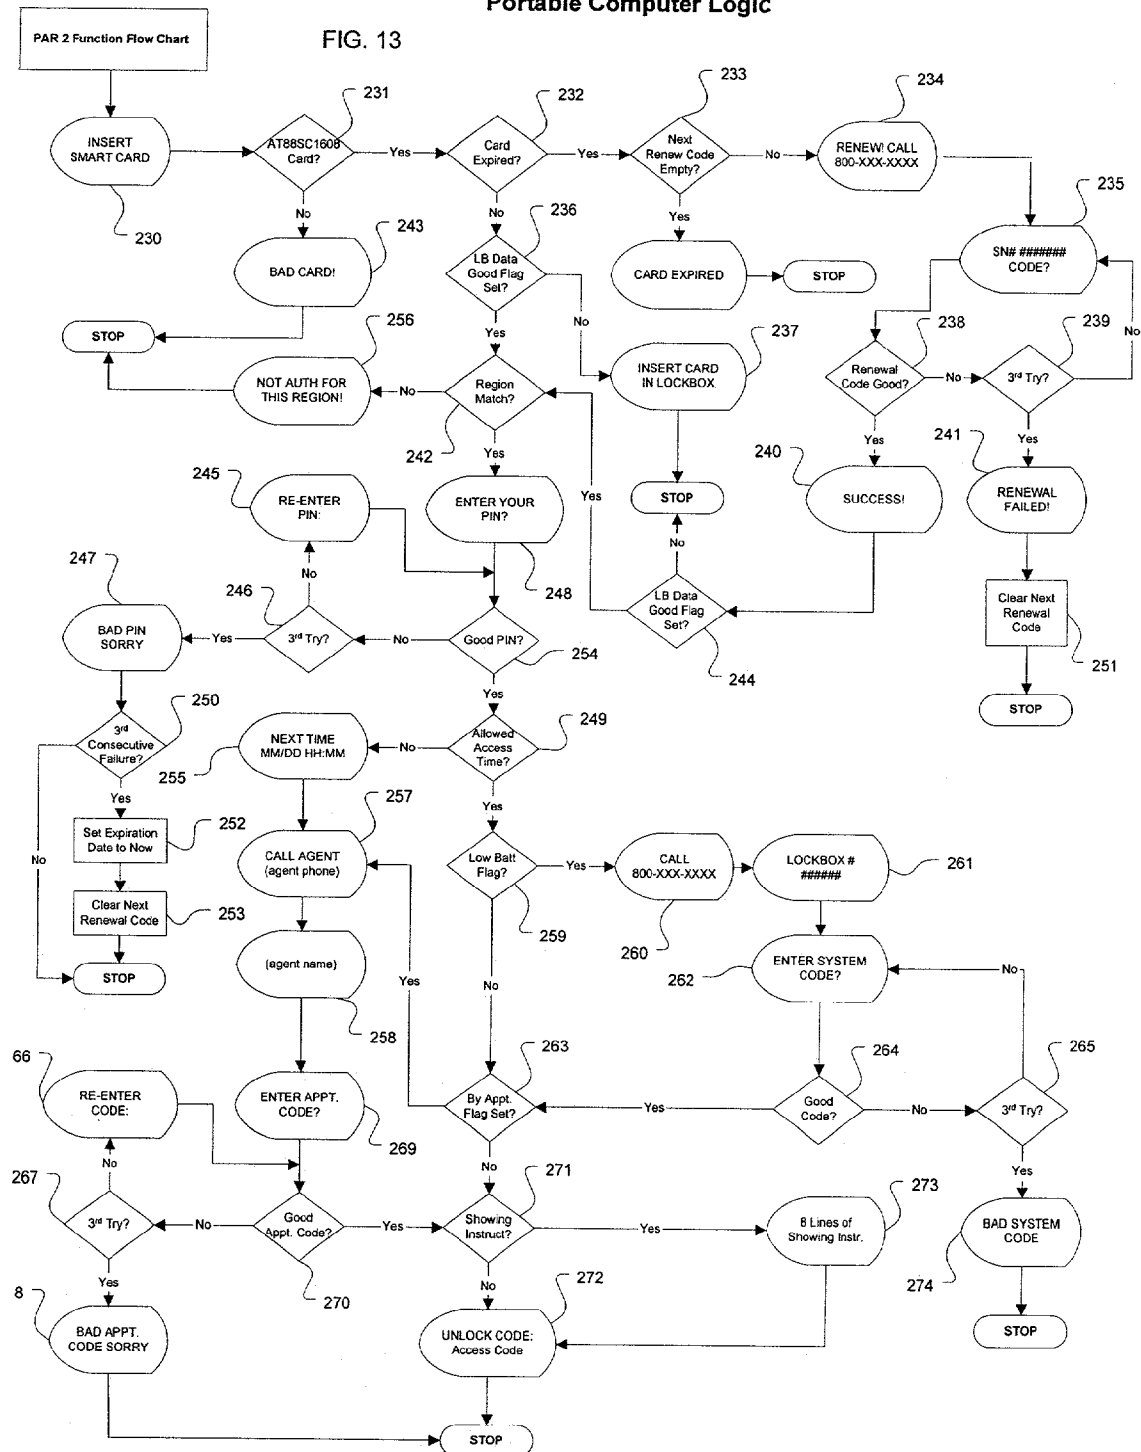 Portable Computer Logic
PAR 2 Function Flow Chart
FIG. 13
INSERT
SMART CARD
230
AT88SC1608
Card?
231
Yes
No
Card
Expired?
232
Yes
No
Next
Renew Code
Empty?
233
No
Yes
RENEW! CALL
800-XXX-XXXX
234
SN# #######
CODE?
235
BAD CARD!
243
STOP
LB Data
Good Flag
Set?
236
No
Yes
CARD EXPIRED
STOP
NOT AUTH FOR
THIS REGION!
256
No
Region
Match?
242
Yes
INSERT CARD
IN LOCKBOX
237
STOP
Renewal
Code Good?
238
No
Yes
3rd Try?
239
No
Yes
SUCCESS!
240
RENEWAL
FAILED!
241
Clear Next
Renewal
Code
251
STOP
RE-ENTER
PIN:
245
ENTER YOUR
PIN?
248
Yes
No
LB Data
Good Flag
Set?
244
BAD PIN
SORRY
247
Yes
3rd Try?
246
No
No
Good PIN?
254
Yes
3rd
Consecutive
Failure?
250
Yes
No
Set Expiration
Date to Now
252
Clear Next
Renewal Code
253
STOP
NEXT TIME
MM/DD HH:MM
255
No
Allowed
Access
Time?
249
Yes
CALL AGENT
(agent phone)
257
Low Batt
Flag?
259
Yes
No
CALL
800-XXX-XXXX
260
LOCKBOX #
######
261
(agent name)
258
Yes
ENTER SYSTEM
CODE?
262
No
RE-ENTER
CODE:
66
ENTER APPT.
CODE?
269
By Appt.
Flag Set?
263
No
Yes
Good
Code?
264
No
3rd Try?
265
Yes
No
3rd Try?
267
Yes
No
Good
Appt. Code?
270
Yes
Showing
Instruct?
271
Yes
No
8 Lines of
Showing Instr.
273
BAD SYSTEM
CODE
274
STOP
BAD APPT.
CODE SORRY
8
UNLOCK CODE:
Access Code
272
STOP